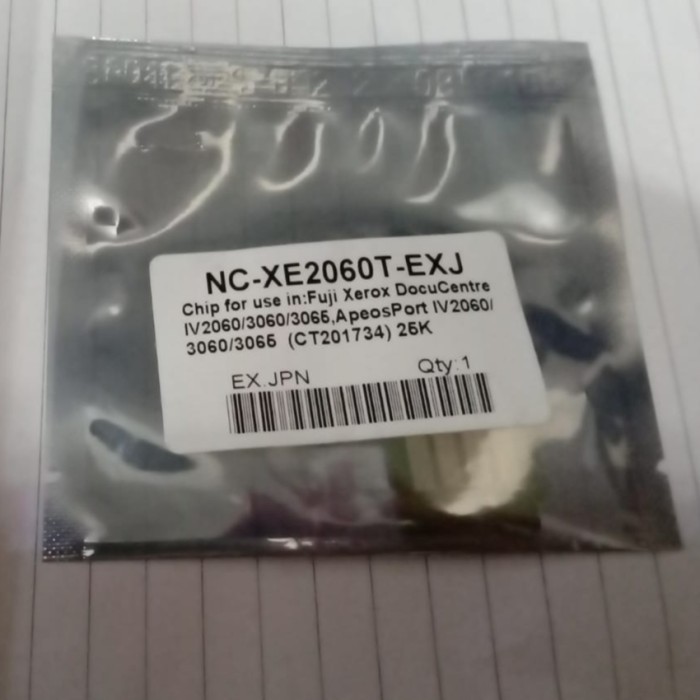 NC-XE2060T-EXJ
Chip for use in:Fuji Xerox DocuCentre
IV2060/3060/3065,ApeosPort IV2060/
3060/3065 (CT201734) 25K
EX.JPN Qty:1